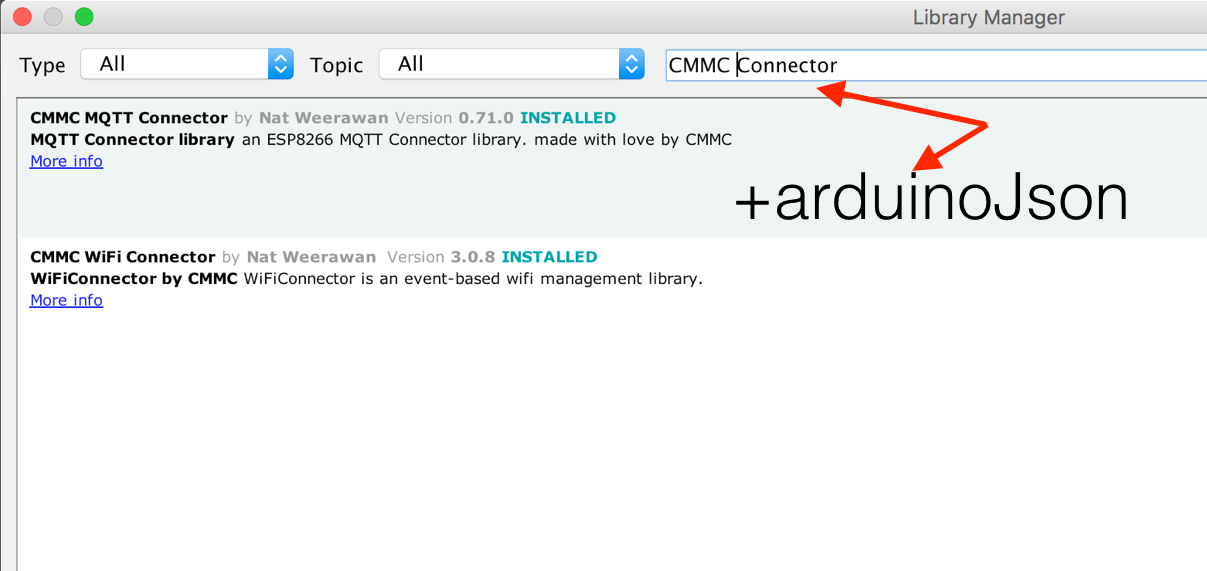 Library Manager
Type All Topic All CMMC Connector
CMMC MQTT Connector by Nat Weerawan Version 0.71.0 INSTALLED
MQTT Connector library an ESP8266 MQTT Connector library. made with love by CMMC
More info
+arduinoJson
CMMC WiFi Connector by Nat Weerawan Version 3.0.8 INSTALLED
WiFiConnector by CMMC WiFiConnector is an event-based wifi management library.
More info